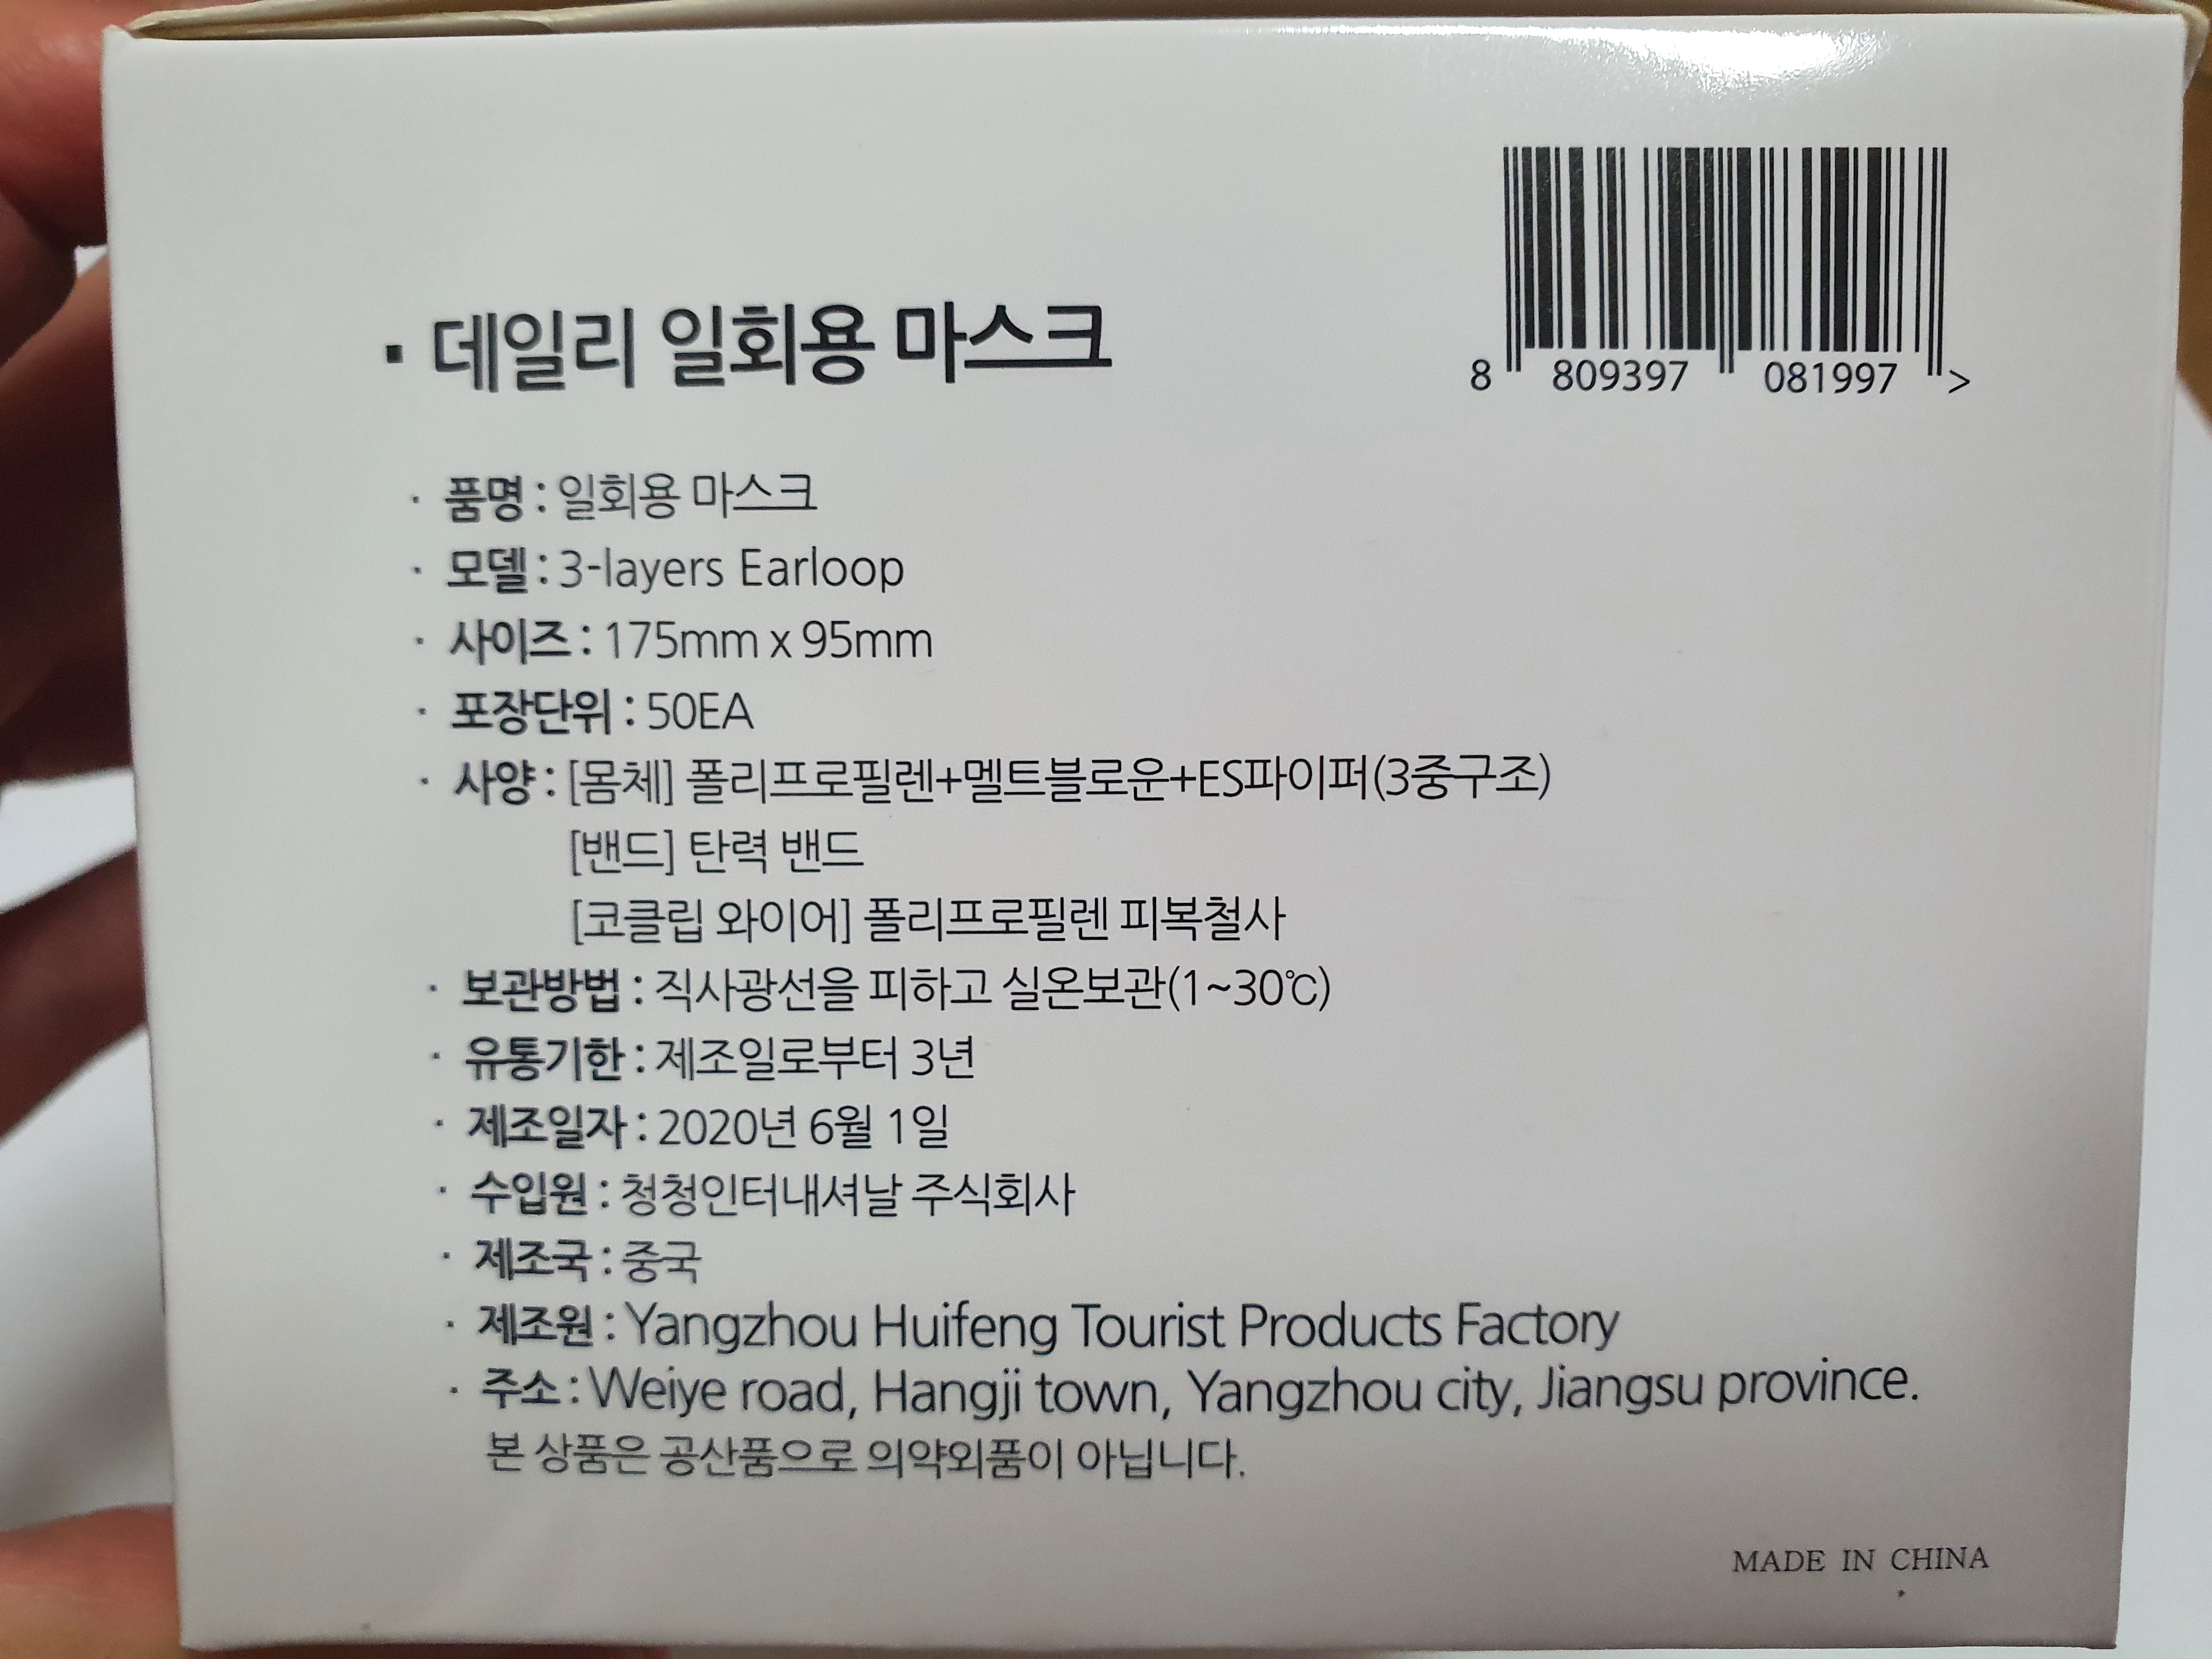 8 809397 081997 >
· 데일리 일회용 마스크
· 품명 : 일회용 마스크
· 모델 : 3-layers Earloop
· 사이즈 : 175mm x 95mm
· 포장단위 : 50EA
· 사양 : [몸체] 폴리프로필렌+멜트블로운+ES파이퍼(3중구조)
[밴드] 탄력 밴드
[코클립 와이어] 폴리프로필렌 피복철사
· 보관방법 : 직사광선을 피하고 실온보관(1~30℃)
· 유통기한 : 제조일로부터 3년
· 제조일자 : 2020년 6월 1일
· 수입원 : 청청인터내셔날 주식회사
· 제조국 : 중국
· 제조원 : Yangzhou Huifeng Tourist Products Factory
· 주소 : Weiye road, Hangji town, Yangzhou city, Jiangsu province.
본 상품은 공산품으로 의약외품이 아닙니다.
MADE IN CHINA